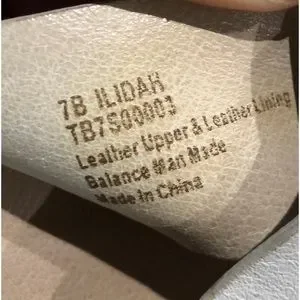 7B ILIDAH
TB7S00003
Leather Upper & Leather Lining
Balance Man Made
Made in China